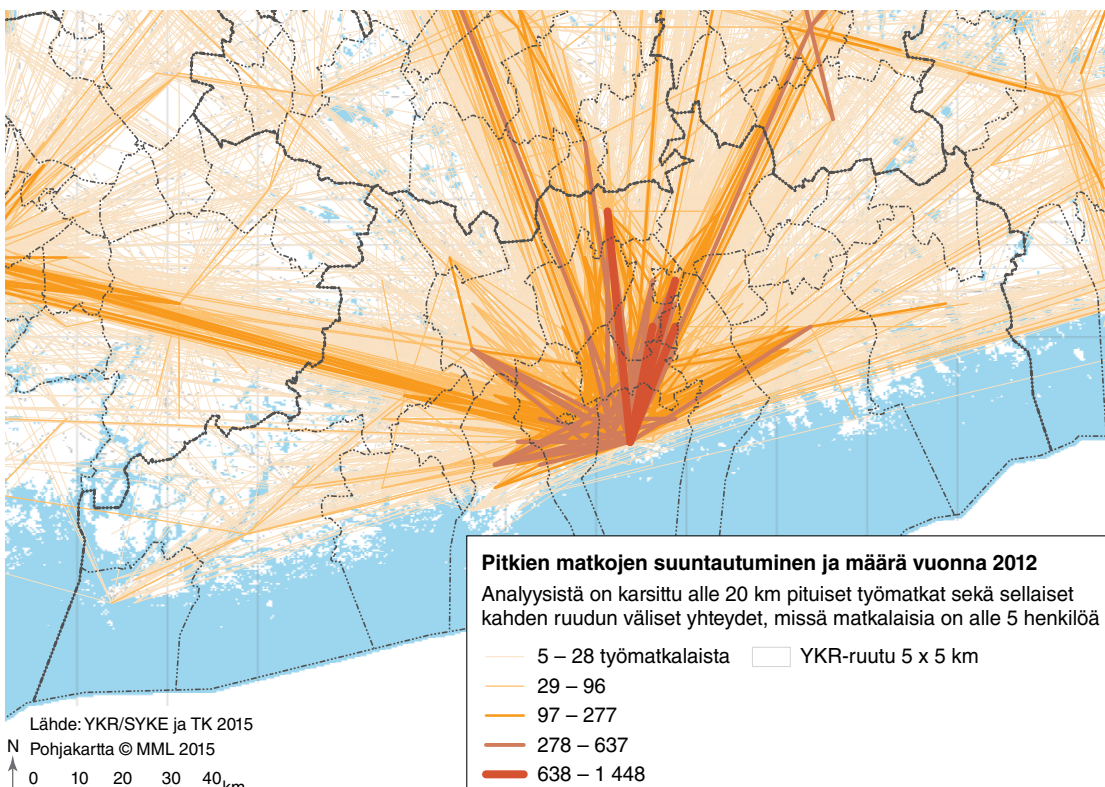 Pitkien matkojen suuntautuminen ja määrä vuonna 2012
Analyysistä on karsittu alle 20 km pituiset työmatkat sekä sellaiset
kahden ruudun väliset yhteydet, missä matkalaisia on alle 5 henkilöä
5 – 28 työmatkalaista
YKR-ruutu 5 x 5 km
29 – 96
97 – 277
278 – 637
638 – 1 448
Lähde: YKR/SYKE ja TK 2015
Pohjakartta © MML 2015
N
0 10 20 30 40 km